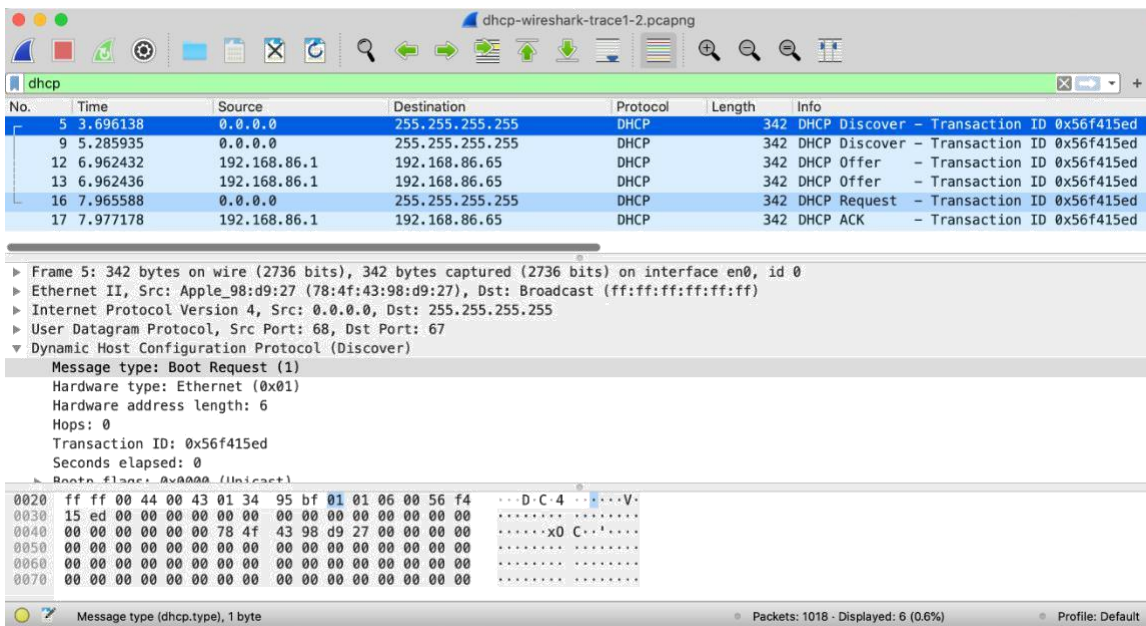 dhcp-wireshark-trace1-2.pcapng
dhcp
No. Time Source Destination Protocol Length Info
5 3.696138 0.0.0.0 255.255.255.255 DHCP 342 DHCP Discover – Transaction ID 0x56f415ed
9 5.285935 0.0.0.0 255.255.255.255 DHCP 342 DHCP Discover – Transaction ID 0x56f415ed
12 6.962432 192.168.86.1 192.168.86.65 DHCP 342 DHCP Offer – Transaction ID 0x56f415ed
13 6.962436 192.168.86.1 192.168.86.65 DHCP 342 DHCP Offer – Transaction ID 0x56f415ed
16 7.965588 0.0.0.0 255.255.255.255 DHCP 342 DHCP Request – Transaction ID 0x56f415ed
17 7.977178 192.168.86.1 192.168.86.65 DHCP 342 DHCP ACK – Transaction ID 0x56f415ed
Frame 5: 342 bytes on wire (2736 bits), 342 bytes captured (2736 bits) on interface en0, id 0
Ethernet II, Src: Apple_98:d9:27 (78:4f:43:98:d9:27), Dst: Broadcast (ff:ff:ff:ff:ff:ff)
Internet Protocol Version 4, Src: 0.0.0.0, Dst: 255.255.255.255
User Datagram Protocol, Src Port: 68, Dst Port: 67
Dynamic Host Configuration Protocol (Discover)
Message type: Boot Request (1)
Hardware type: Ethernet (0x01)
Hardware address length: 6
Hops: 0
Transaction ID: 0x56f415ed
Seconds elapsed: 0
Bootp flags: 0x0000 (Unicast)
0020 ff ff 00 44 00 43 01 34 95 bf 01 01 06 00 56 f4 ···D·C·4 ······V·
0030 15 ed 00 00 00 00 00 00 00 00 00 00 00 00 00 00 ········ ········
0040 00 00 00 00 00 00 78 4f 43 98 d9 27 00 00 00 00 ······xO C··'····
0050 00 00 00 00 00 00 00 00 00 00 00 00 00 00 00 00 ········ ········
0060 00 00 00 00 00 00 00 00 00 00 00 00 00 00 00 00 ········ ········
0070 00 00 00 00 00 00 00 00 00 00 00 00 00 00 00 00 ········ ········
Message type (dhcp.type), 1 byte Packets: 1018 · Displayed: 6 (0.6%) Profile: Default